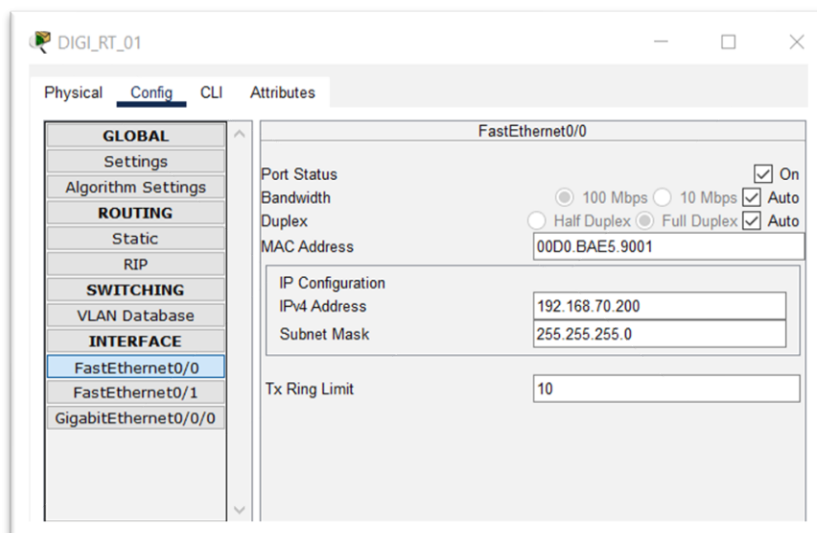 DIGI_RT_01
Physical Config CLI Attributes
GLOBAL
Settings
Algorithm Settings
ROUTING
Static
RIP
SWITCHING
VLAN Database
INTERFACE
FastEthernet0/0
FastEthernet0/1
GigabitEthernet0/0/0
FastEthernet0/0
Port Status On
Bandwidth 100 Mbps 10 Mbps Auto
Duplex Half Duplex Full Duplex Auto
MAC Address 00D0.BAE5.9001
IP Configuration
IPv4 Address 192.168.70.200
Subnet Mask 255.255.255.0
Tx Ring Limit 10